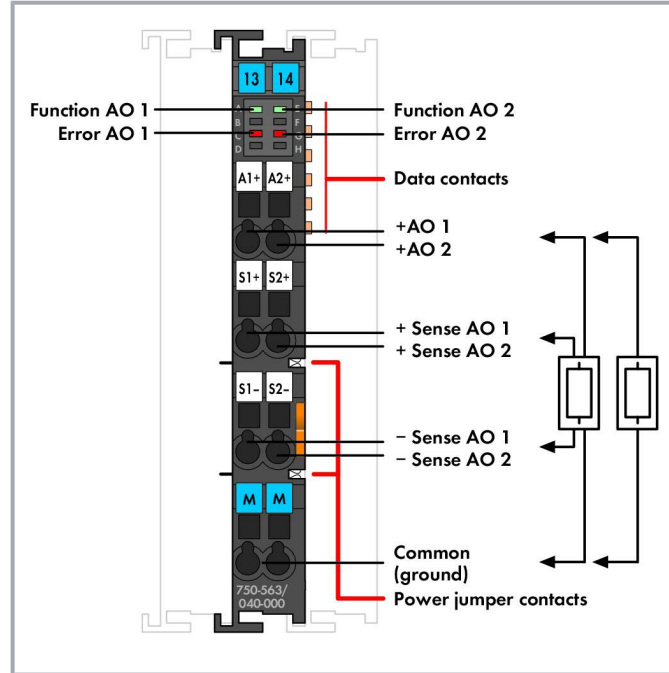 13 14
Function AO 1
Function AO 2
A
E
B
F
Error AO 1
Error AO 2
C
G
D
H
A1+ A2+
Data contacts
+AO 1
+AO 2
S1+ S2+
+ Sense AO 1
+ Sense AO 2
S1– S2–
– Sense AO 1
– Sense AO 2
M M
Common
(ground)
750-563/
040-000
Power jumper contacts